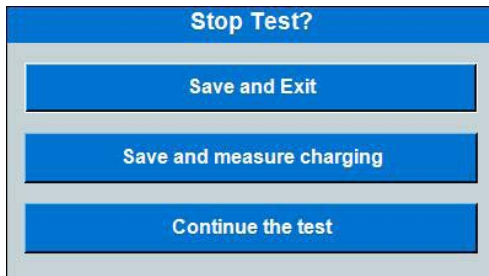 Stop Test?
Save and Exit
Save and measure charging
Continue the test